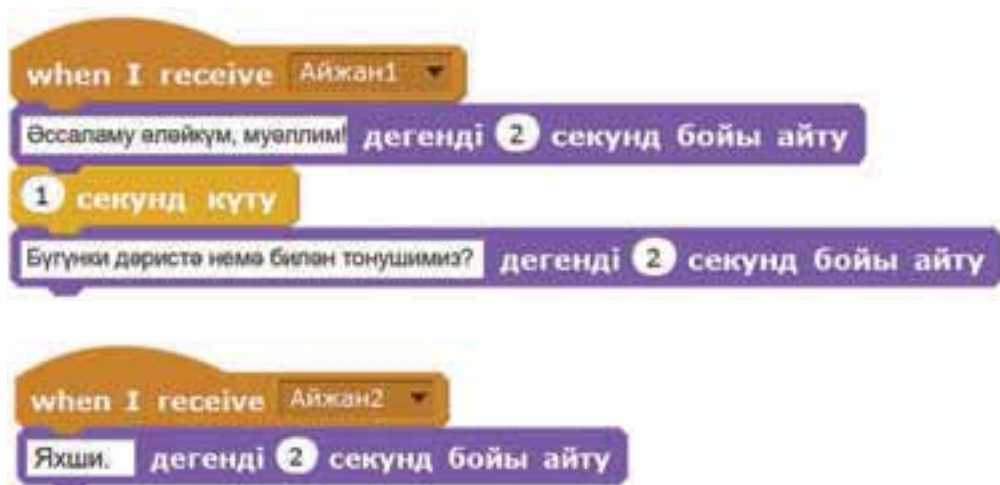 when I receive Айжан1
Әссаламу әләйкүм, муәллим! дегенді 2 секунд бойы айту
1 секунд күту
Бүгүнки дәристә немә билән тонушимиз? дегенді 2 секунд бойы айту
when I receive Айжан2
Яхши. дегенді 2 секунд бойы айту